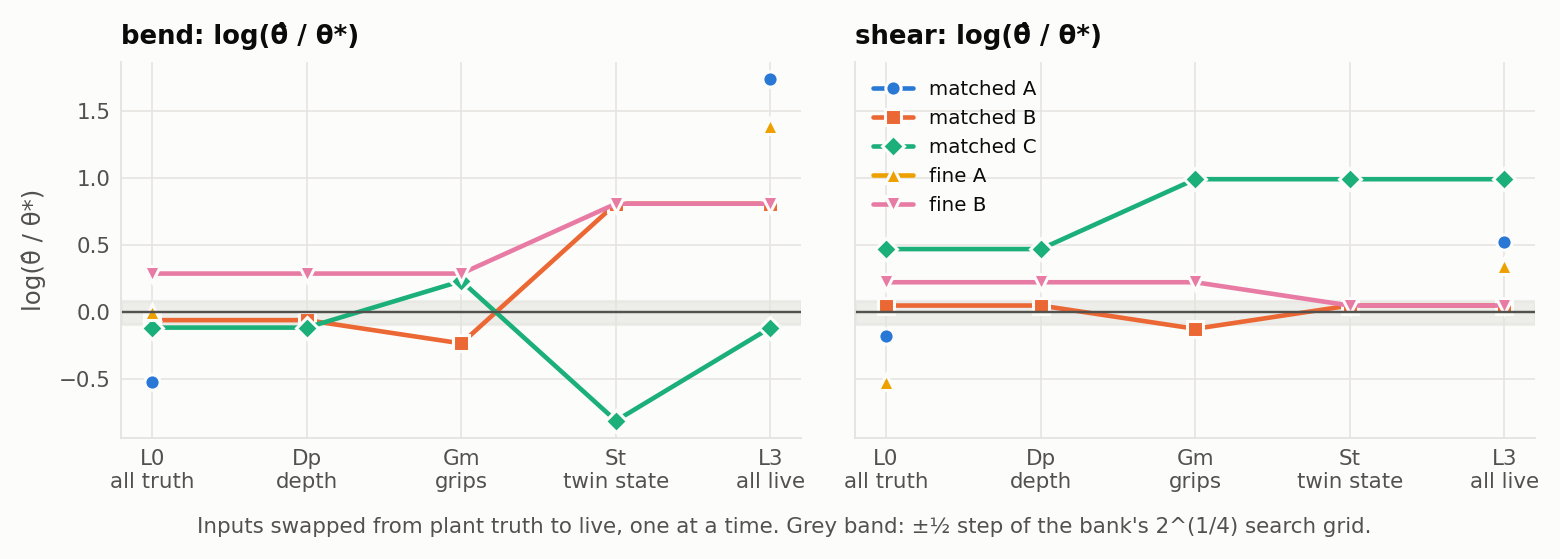 bend: log(θ̂ / θ*)
shear: log(θ̂ / θ*)
log(θ̂ / θ*)
1.5
1.0
0.5
0.0
−0.5
matched A
matched B
matched C
fine A
fine B
L0
all truth
Dp
depth
Gm
grips
St
twin state
L3
all live
L0
all truth
Dp
depth
Gm
grips
St
twin state
L3
all live
Inputs swapped from plant truth to live, one at a time. Grey band: ±½ step of the bank's 2^(1/4) search grid.